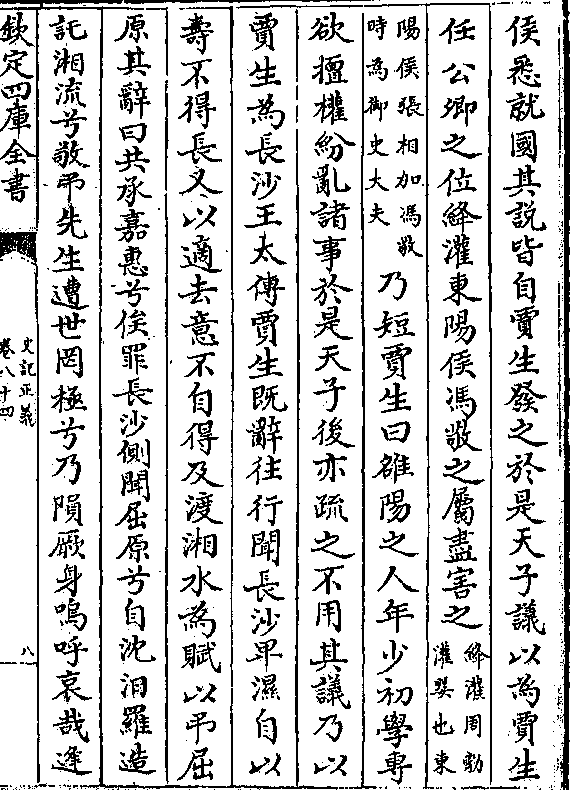 侯悉就國其説皆自賈生發之於是天子議以為賈生
任公卿之位絳灌東陽侯馮敬之屬盡害之絳灌周勃灌嬰也東
陽侯張相如馮敬時為御史大夫乃短賈生曰雒陽之人年少初學専
欲擅權紛亂諸事於是天子後亦疏之不用其議乃以
賈生為長沙王太傅賈生既辭往行聞長沙卑濕自以
壽不得長又以適去意不自得及渡湘水為賦以弔屈
原其辭曰共承嘉惠兮俟罪長沙側聞屈原兮自沈汨羅造
託湘流兮敬弔先生遭世罔極兮乃隕厥身嗚呼哀哉逢
欽定四庫全書
史記正義
卷八十四
八